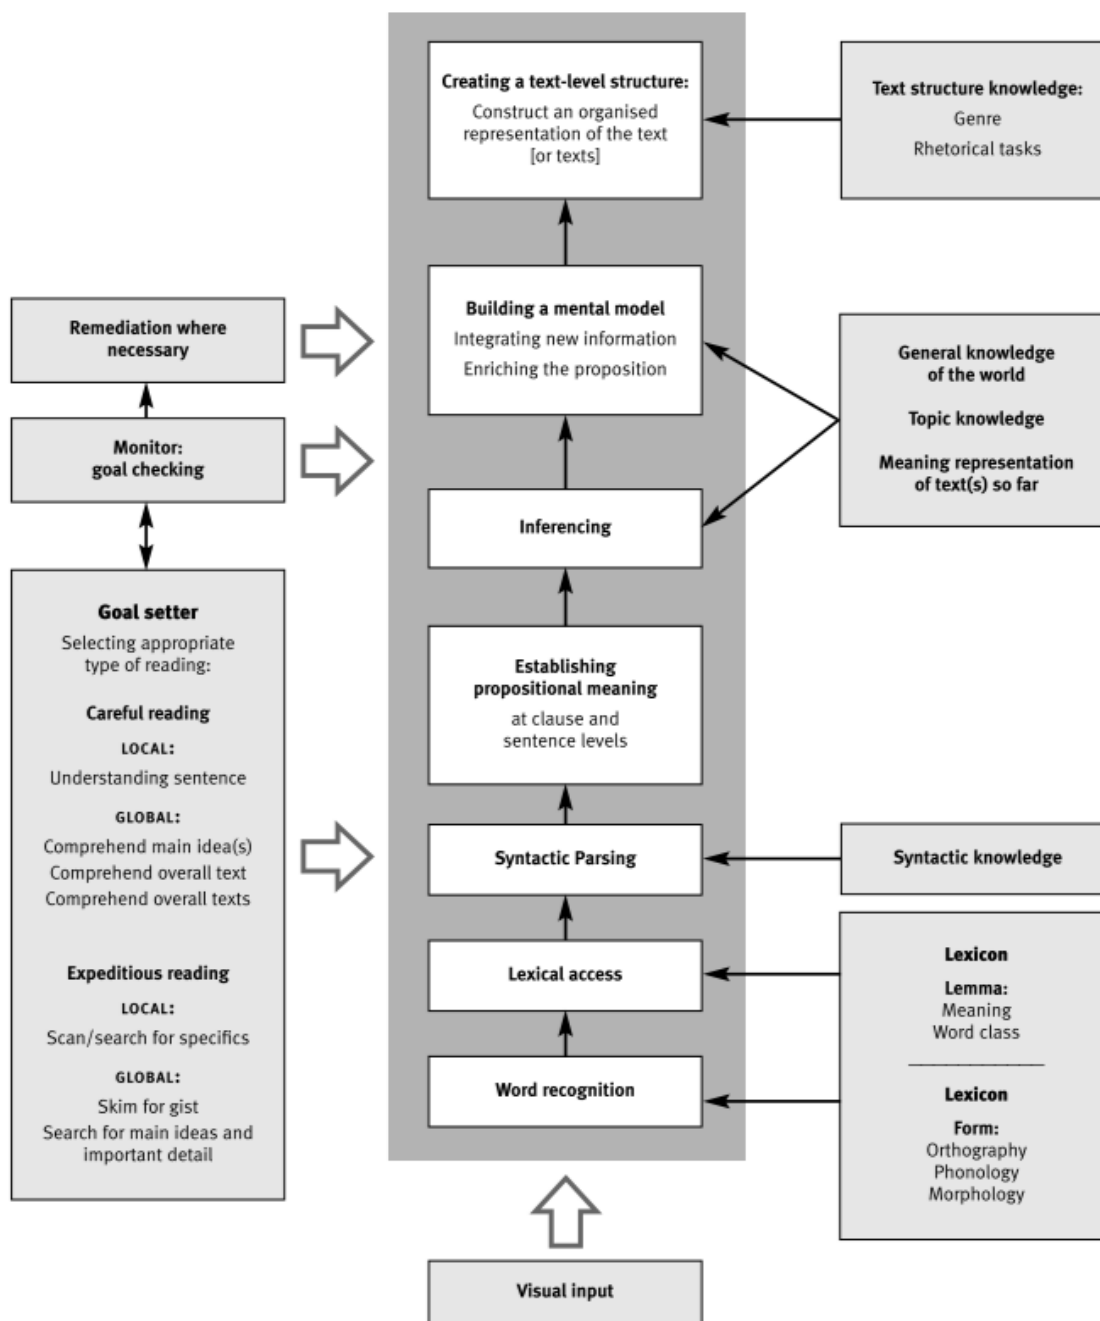 Creating a text-level structure:
Construct an organised
representation of the text
[or texts]
Text structure knowledge:
Genre
Rhetorical tasks
Remediation where
necessary
Building a mental model
Integrating new information
Enriching the proposition
General knowledge
of the world
Topic knowledge
Meaning representation
of text(s) so far
Monitor:
goal checking
Inferencing
Goal setter
Selecting appropriate
type of reading:
Careful reading
LOCAL:
Understanding sentence
GLOBAL:
Comprehend main idea(s)
Comprehend overall text
Comprehend overall texts
Expeditious reading
LOCAL:
Scan/search for specifics
GLOBAL:
Skim for gist
Search for main ideas and
important detail
Establishing
propositional meaning
at clause and
sentence levels
Syntactic Parsing
Syntactic knowledge
Lexical access
Word recognition
Lexicon
Lemma:
Meaning
Word class
Lexicon
Form:
Orthography
Phonology
Morphology
Visual input